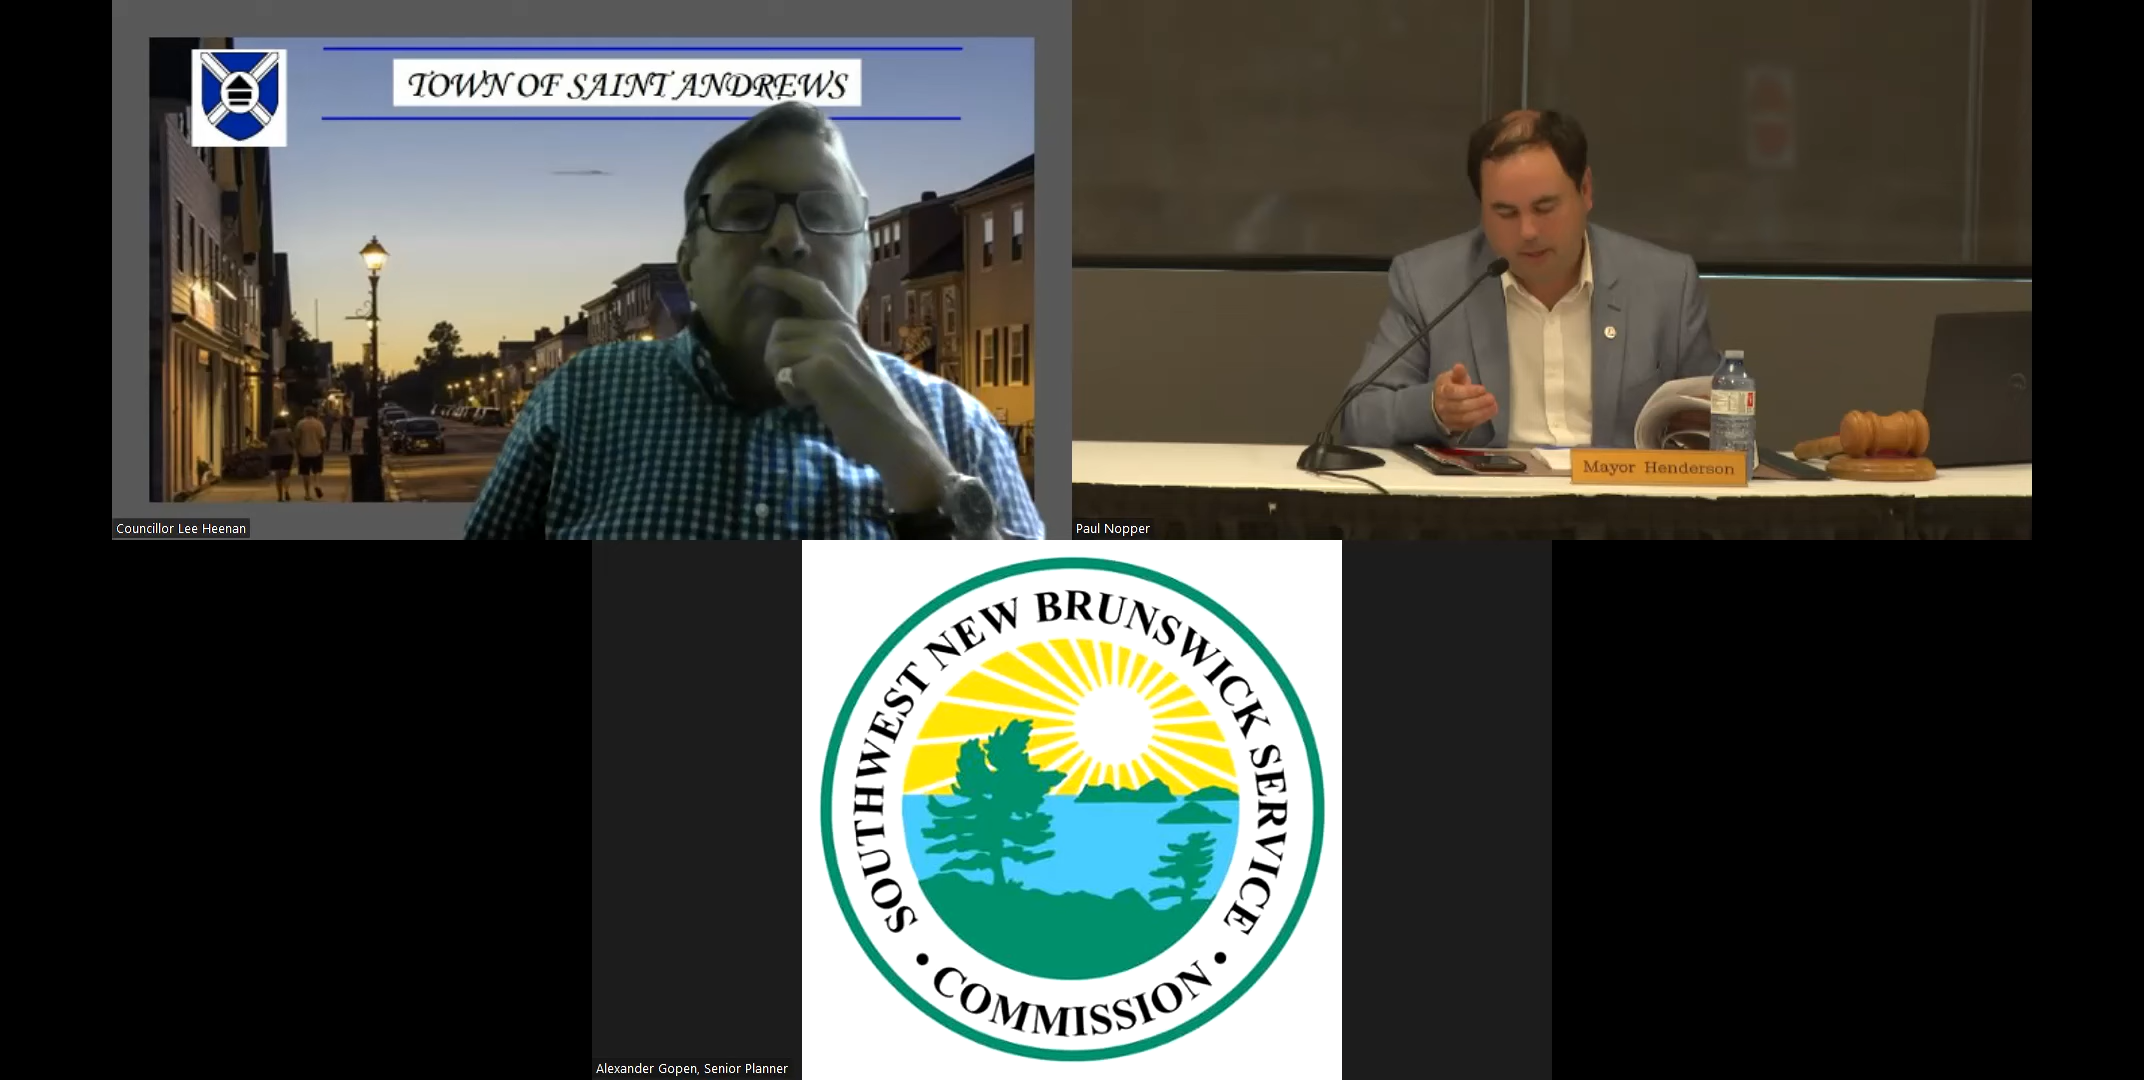 TOWN OF SAINT ANDREWS
Councillor Lee Heenan
Mayor Henderson
Paul Nopper
SOUTHWEST NEW BRUNSWICK SERVICE
• COMMISSION •
Alexander Gopen, Senior Planner